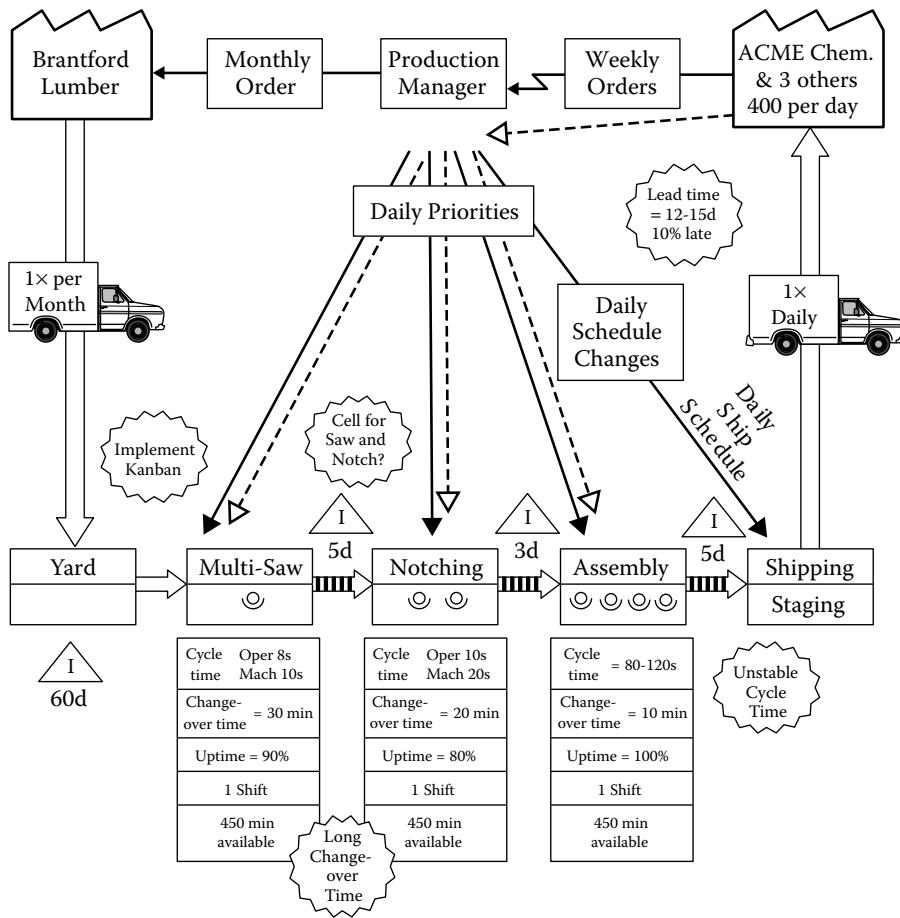 Brantford
Lumber
Monthly
Order
Production
Manager
Weekly
Orders
ACME Chem.
& 3 others
400 per day
Daily Priorities
Lead time
= 12-15d
10% late
1× per
Month
Daily
Schedule
Changes
1×
Daily
Daily
Ship
Schedule
Implement
Kanban
Cell for
Saw and
Notch?
I
5d
I
3d
I
5d
Yard
Multi-Saw
Notching
Assembly
Shipping
Staging
I
60d
Cycle
time
Oper 8s
Mach 10s
Change-
over time = 30 min
Uptime = 90%
1 Shift
450 min
available
Cycle
time
Oper 10s
Mach 20s
Change-
over time = 20 min
Uptime = 80%
1 Shift
450 min
available
Cycle
time = 80-120s
Change-
over time = 10 min
Uptime = 100%
1 Shift
450 min
available
Unstable
Cycle
Time
Long
Change-
over
Time